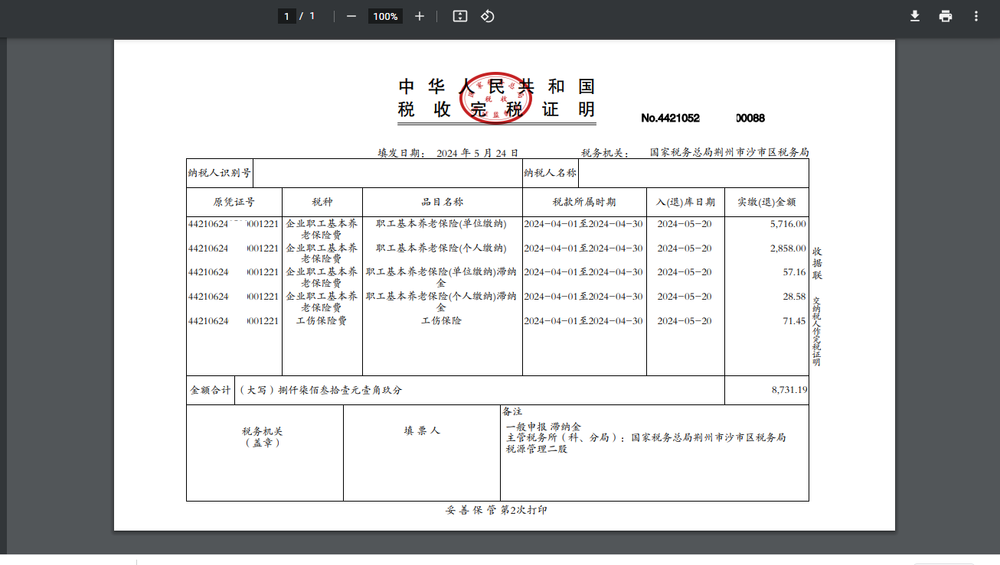 1 / 1
100%
中华人民共和国
税收完税证明
No.4421052 00088
填发日期： 2024 年 5 月 24 日 税务机关： 国家税务总局荆州市沙市区税务局
纳税人识别号 纳税人名称
原凭证号 税种 品目名称 税款所属时期 入(退)库日期 实缴(退)金额
44210624 0001221 企业职工基本养 职工基本养老保险(单位缴纳) 2024-04-01至2024-04-30 2024-05-20 5,716.00
老保险费
44210624 0001221 企业职工基本养 职工基本养老保险(个人缴纳) 2024-04-01至2024-04-30 2024-05-20 2,858.00
老保险费
44210624 0001221 企业职工基本养 职工基本养老保险(单位缴纳)滞纳 2024-04-01至2024-04-30 2024-05-20 57.16
老保险费 金
44210624 0001221 企业职工基本养 职工基本养老保险(个人缴纳)滞纳 2024-04-01至2024-04-30 2024-05-20 28.58
老保险费 金
44210624 0001221 工伤保险费 工伤保险 2024-04-01至2024-04-30 2024-05-20 71.45
收据联
交纳税人作完税证明
金额合计 （大写）捌仟柒佰叁拾壹元壹角玖分 8,731.19
税务机关
（盖章）
填票人
备注
一般申报 滞纳金
主管税务所（科、分局）：国家税务总局荆州市沙市区税务局
税源管理二股
妥善保管 第2次打印